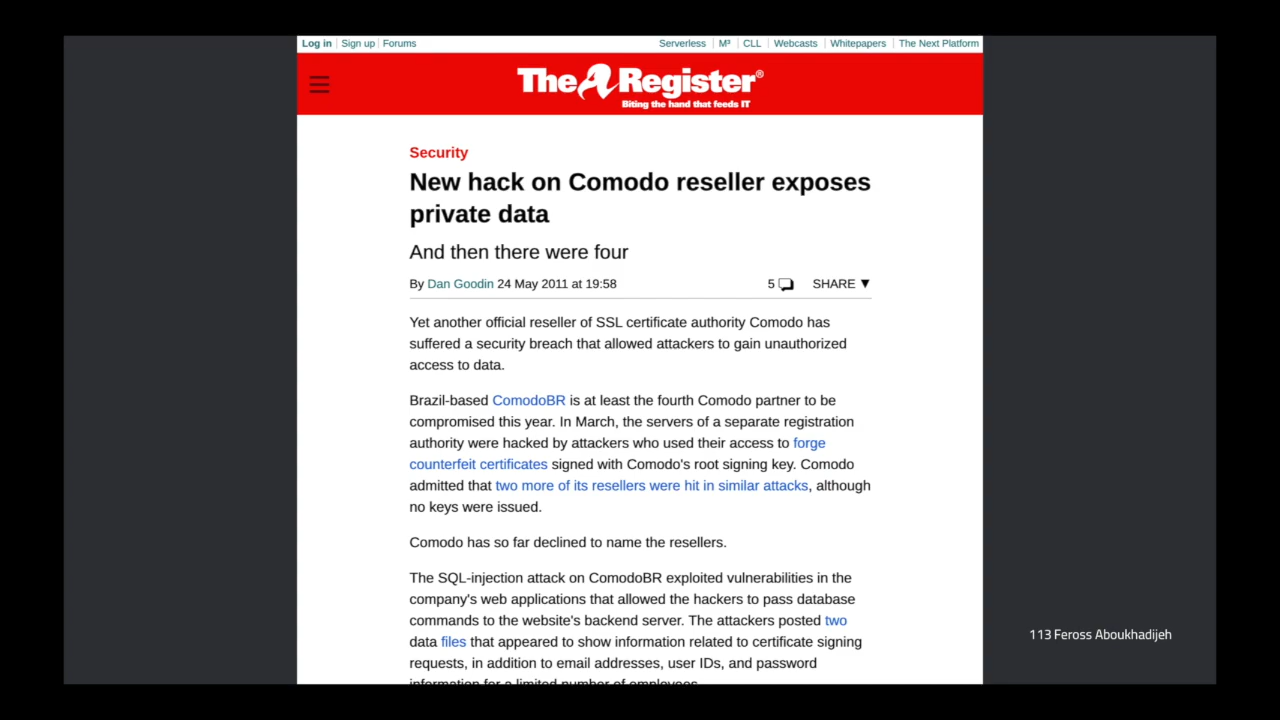 Log in Sign up Forums Serverless M³ CLL Webcasts Whitepapers The Next Platform
The Register®
Biting the hand that feeds IT
Security
New hack on Comodo reseller exposes
private data
And then there were four
By Dan Goodin 24 May 2011 at 19:58 5 SHARE ▼
Yet another official reseller of SSL certificate authority Comodo has
suffered a security breach that allowed attackers to gain unauthorized
access to data.
Brazil-based ComodoBR is at least the fourth Comodo partner to be
compromised this year. In March, the servers of a separate registration
authority were hacked by attackers who used their access to forge
counterfeit certificates signed with Comodo's root signing key. Comodo
admitted that two more of its resellers were hit in similar attacks, although
no keys were issued.
Comodo has so far declined to name the resellers.
The SQL-injection attack on ComodoBR exploited vulnerabilities in the
company's web applications that allowed the hackers to pass database
commands to the website's backend server. The attackers posted two
data files that appeared to show information related to certificate signing
requests, in addition to email addresses, user IDs, and password
information for a limited number of employees.
113 Feross Aboukhadijeh